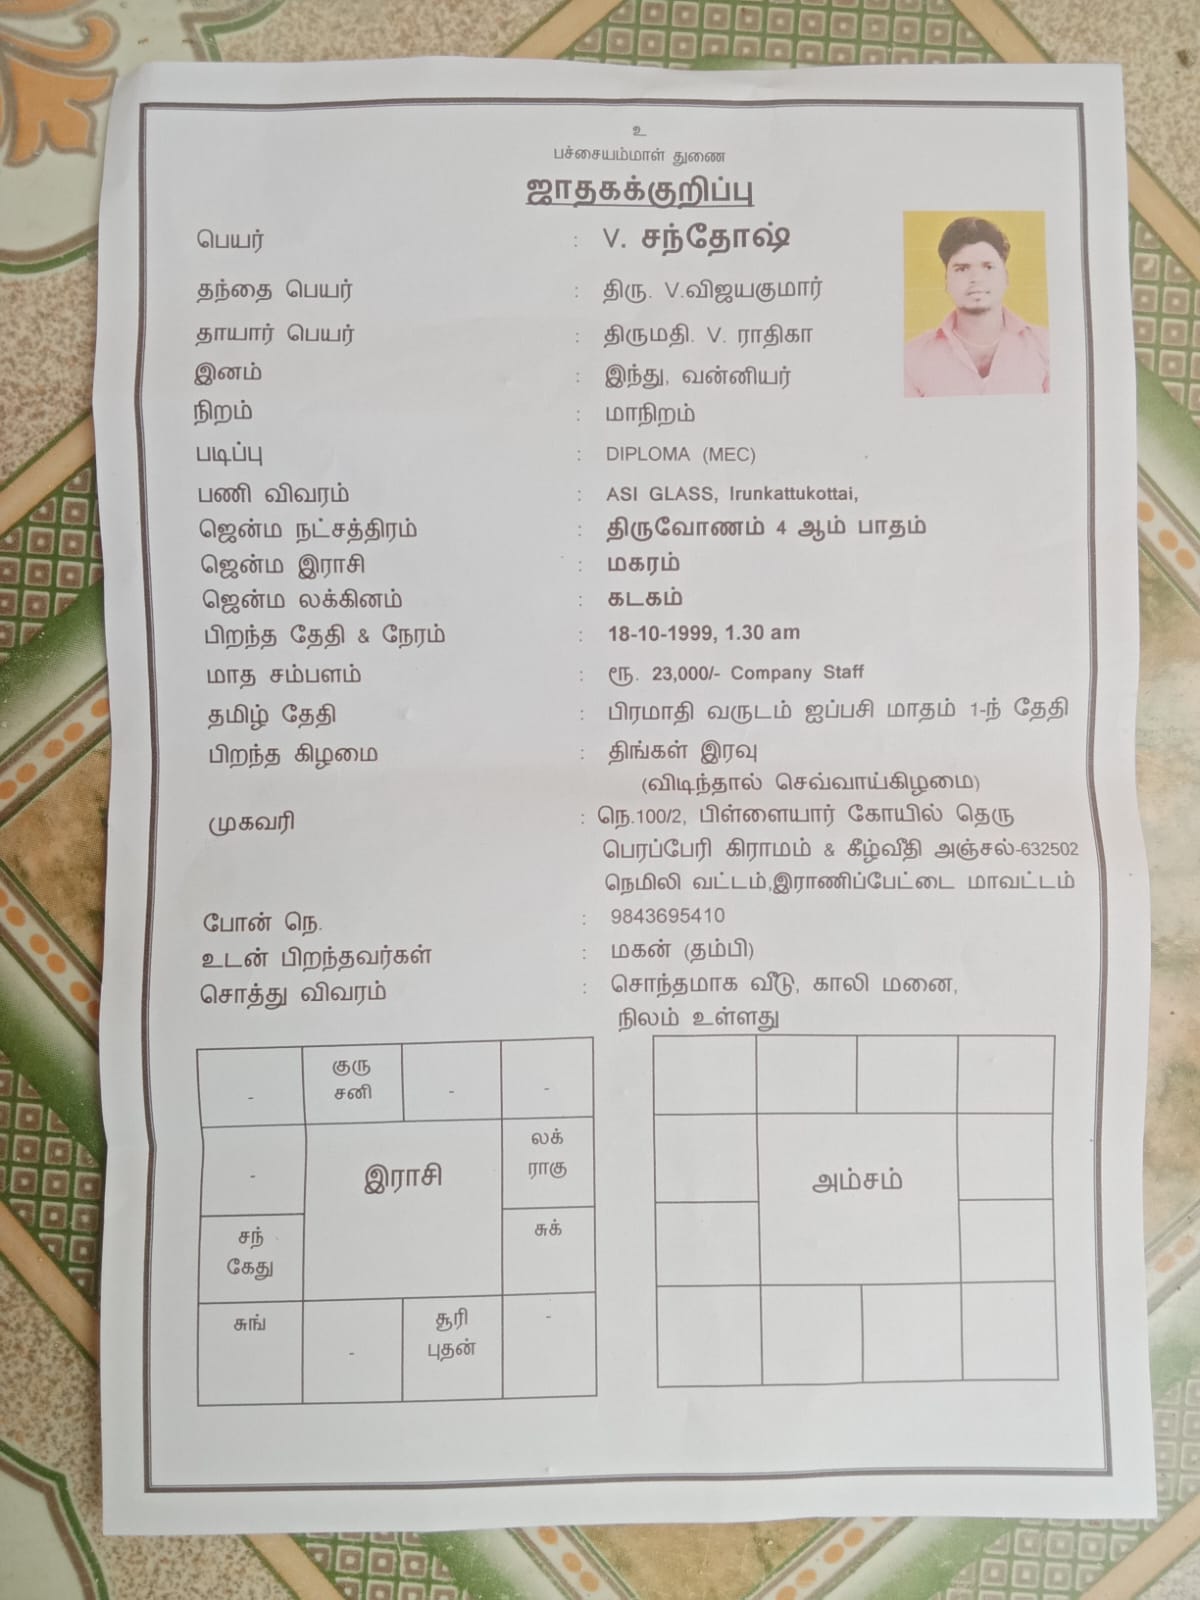 உ
பச்சையம்மாள் துணை
ஜாதகக்குறிப்பு
பெயர் : V. சந்தோஷ்
தந்தை பெயர் : திரு. V.விஜயகுமார்
தாயார் பெயர் : திருமதி. V. ராதிகா
இனம் : இந்து, வன்னியர்
நிறம் : மாநிறம்
படிப்பு : DIPLOMA (MEC)
பணி விவரம் : ASI GLASS, Irunkattukottai,
ஜென்ம நட்சத்திரம் : திருவோணம் 4 ஆம் பாதம்
ஜென்ம இராசி : மகரம்
ஜென்ம லக்கினம் : கடகம்
பிறந்த தேதி & நேரம் : 18-10-1999, 1.30 am
மாத சம்பளம் : ரூ. 23,000/- Company Staff
தமிழ் தேதி : பிரமாதி வருடம் ஐப்பசி மாதம் 1-ந் தேதி
பிறந்த கிழமை : திங்கள் இரவு
(விடிந்தால் செவ்வாய்கிழமை)
முகவரி : நெ.100/2, பிள்ளையார் கோயில் தெரு
பெரப்பேரி கிராமம் & கீழ்வீதி அஞ்சல்-632502
நெமிலி வட்டம்,இராணிப்பேட்டை மாவட்டம்
போன் நெ. : 9843695410
உடன் பிறந்தவர்கள் : மகன் (தம்பி)
சொத்து விவரம் : சொந்தமாக வீடு, காலி மனை,
நிலம் உள்ளது
- குரு - -
சனி
- இராசி லக்
ராகு
சந் சுக்
கேது
சுங் - சூரி -
புதன்
அம்சம்